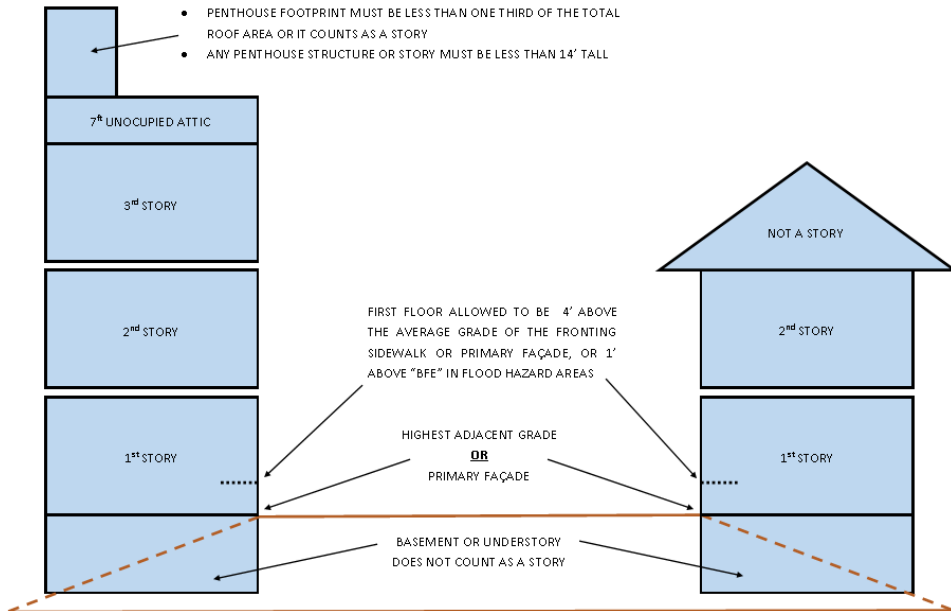 • PENTHOUSE FOOTPRINT MUST BE LESS THAN ONE THIRD OF THE TOTAL
ROOF AREA OR IT COUNTS AS A STORY
• ANY PENTHOUSE STRUCTURE OR STORY MUST BE LESS THAN 14’ TALL
7ft UNOCUPIED ATTIC
3rd STORY
NOT A STORY
2nd STORY
FIRST FLOOR ALLOWED TO BE 4’ ABOVE
THE AVERAGE GRADE OF THE FRONTING
SIDEWALK OR PRIMARY FAÇADE, OR 1’
ABOVE “BFE” IN FLOOD HAZARD AREAS
2nd STORY
1st STORY
HIGHEST ADJACENT GRADE
OR
PRIMARY FAÇADE
1st STORY
BASEMENT OR UNDERSTORY
DOES NOT COUNT AS A STORY